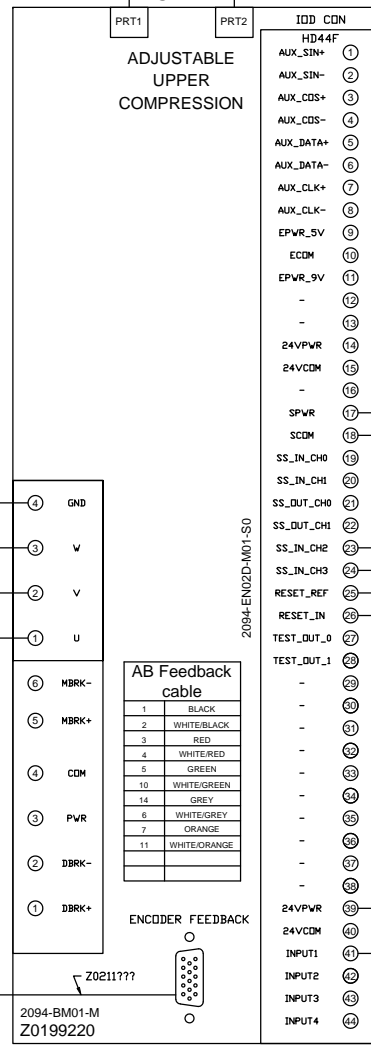 PRT1 PRT2 IOD CON
ADJUSTABLE
UPPER
COMPRESSION
HD44F
AUX_SIN+ 1
AUX_SIN- 2
AUX_COS+ 3
AUX_COS- 4
AUX_DATA+ 5
AUX_DATA- 6
AUX_CLK+ 7
AUX_CLK- 8
EPWR_5V 9
ECOM 10
EPWR_9V 11
- 12
- 13
24VPWR 14
24VCOM 15
- 16
SPWR 17
SCOM 18
SS_IN_CH0 19
SS_IN_CH1 20
SS_OUT_CH0 21
SS_OUT_CH1 22
SS_IN_CH2 23
SS_IN_CH3 24
RESET_REF 25
RESET_IN 26
TEST_OUT_0 27
TEST_OUT_1 28
- 29
- 30
- 31
- 32
- 33
- 34
- 35
- 36
- 37
- 38
24VPWR 39
24VCOM 40
INPUT1 41
INPUT2 42
INPUT3 43
INPUT4 44
2094-EN02D-M01-S0
4 GND
3 W
2 V
1 U
6 MBRK-
5 MBRK+
4 COM
3 PWR
2 DBRK-
1 DBRK+
AB Feedback
cable
1 BLACK
2 WHITE/BLACK
3 RED
4 WHITE/RED
5 GREEN
10 WHITE/GREEN
14 GREY
6 WHITE/GREY
7 ORANGE
11 WHITE/ORANGE
ENCODER FEEDBACK
Z0211???
2094-BM01-M
Z0199220